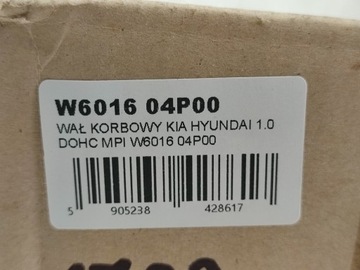 W6016 04P00
WAŁ KORBOWY KIA HYUNDAI 1.0
DOHC MPI W6016 04P00
5 905238 428617